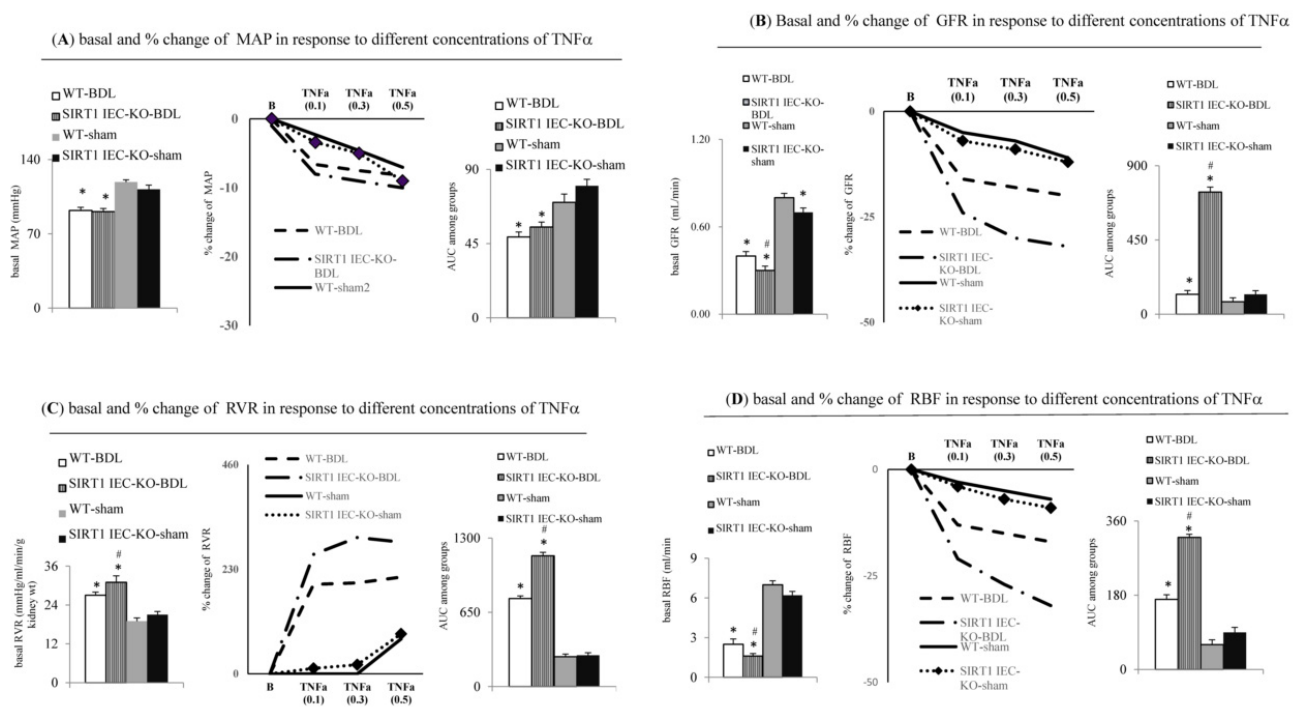 (A) basal and % change of MAP in response to different concentrations of TNFα
WT-BDL
SIRT1 IEC-KO-BDL
WT-sham
SIRT1 IEC-KO-sham
140
70
0
basal MAP (mmHg)
* *
B
TNFa
(0.1)
TNFa
(0.3)
TNFa
(0.5)
0
-10
-20
-30
% change of MAP
WT-BDL
SIRT1 IEC-KO-
BDL
WT-sham2
WT-BDL
SIRT1 IEC-KO-BDL
WT-sham
SIRT1 IEC-KO-sham
90
45
0
AUC among groups
* *
(B) Basal and % change of GFR in response to different concentrations of TNFα
WT-BDL
SIRT1 IEC-KO-
BDL
WT-sham
SIRT1 IEC-
KO-sham
1.20
0.60
0.00
basal GFR (mL/min)
#
* * *
B
TNFa
(0.1)
TNFa
(0.3)
TNFa
(0.5)
0
-25
-50
% change of GFR
WT-BDL
SIRT1 IEC-
KO-BDL
WT-sham
SIRT1 IEC-
KO-sham
WT-BDL
SIRT1 IEC-KO-BDL
WT-sham
SIRT1 IEC-KO-sham
900
450
0
AUC among groups
#
* *
(C) basal and % change of RVR in response to different concentrations of TNFα
WT-BDL
SIRT1 IEC-KO-BDL
WT-sham
SIRT1 IEC-KO-sham
36
24
12
0
basal RVR (mmHg/ml/min/g
kidney wt)
#
* *
460
230
0
% change of RVR
WT-BDL
SIRT1 IEC-KO-BDL
WT-sham
SIRT1 IEC-KO-sham
B
TNFa
(0.1)
TNFa
(0.3)
TNFa
(0.5)
WT-BDL
SIRT1 IEC-KO-BDL
WT-sham
SIRT1 IEC-KO-sham
1300
650
0
AUC among groups
#
* *
(D) basal and % change of RBF in response to different concentrations of TNFα
WT-BDL
SIRT1 IEC-KO-BDL
WT-sham
SIRT1 IEC-KO-sham
9
6
3
0
basal RBF (ml/min
#
* *
B
TNFa
(0.1)
TNFa
(0.3)
TNFa
(0.5)
0
-25
-50
% change of RBF
WT-BDL
SIRT1 IEC-
KO-BDL
WT-sham
SIRT1 IEC-
KO-sham
WT-BDL
SIRT1 IEC-KO-BDL
WT-sham
SIRT1 IEC-KO-sham
360
180
0
AUC among groups
#
* *